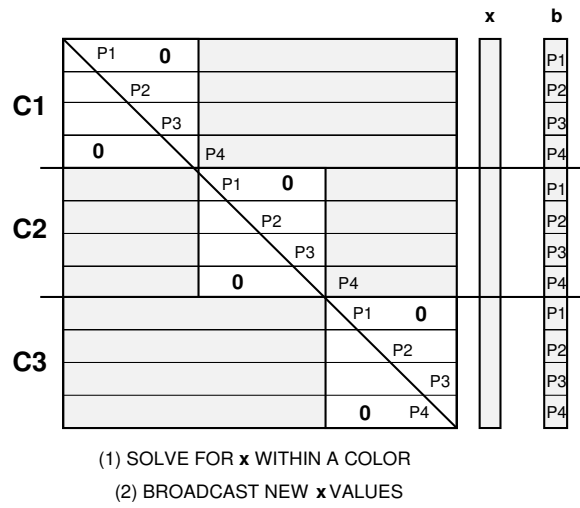 x b
P1 0 P1
P2 P2
C1
P3 P3
0 P4 P4
P1 0 P1
C2
P2 P2
P3 P3
0 P4 P4
P1 0 P1
P2 P2
C3
P3 P3
0 P4 P4
(1) SOLVE FOR x WITHIN A COLOR
(2) BROADCAST NEW x VALUES